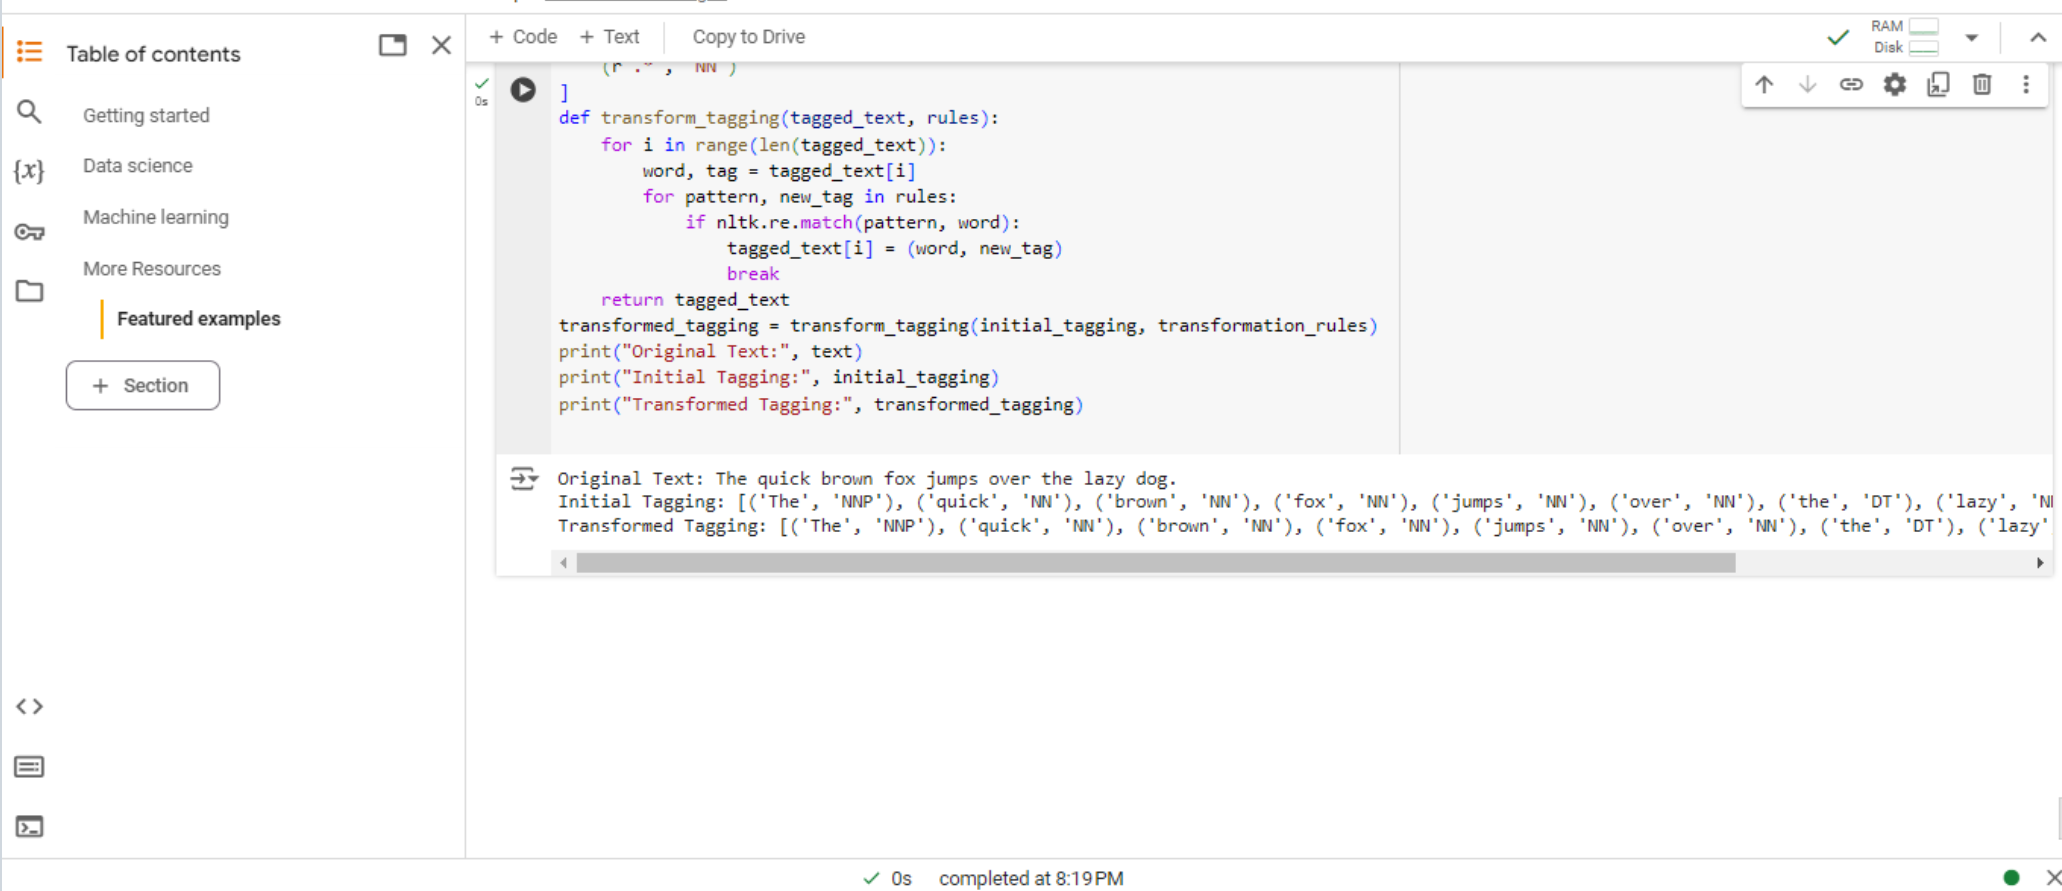 Table of contents
Getting started
Data science
Machine learning
More Resources
Featured examples
+ Section
{x}
+ Code + Text Copy to Drive
RAM
Disk
0s
(r'.*', 'NN')
]
def transform_tagging(tagged_text, rules):
    for i in range(len(tagged_text)):
        word, tag = tagged_text[i]
        for pattern, new_tag in rules:
            if nltk.re.match(pattern, word):
                tagged_text[i] = (word, new_tag)
                break
    return tagged_text
transformed_tagging = transform_tagging(initial_tagging, transformation_rules)
print("Original Text:", text)
print("Initial Tagging:", initial_tagging)
print("Transformed Tagging:", transformed_tagging)
Original Text: The quick brown fox jumps over the lazy dog.
Initial Tagging: [('The', 'NNP'), ('quick', 'NN'), ('brown', 'NN'), ('fox', 'NN'), ('jumps', 'NN'), ('over', 'NN'), ('the', 'DT'), ('lazy', 'N
Transformed Tagging: [('The', 'NNP'), ('quick', 'NN'), ('brown', 'NN'), ('fox', 'NN'), ('jumps', 'NN'), ('over', 'NN'), ('the', 'DT'), ('lazy'
0s completed at 8:19 PM